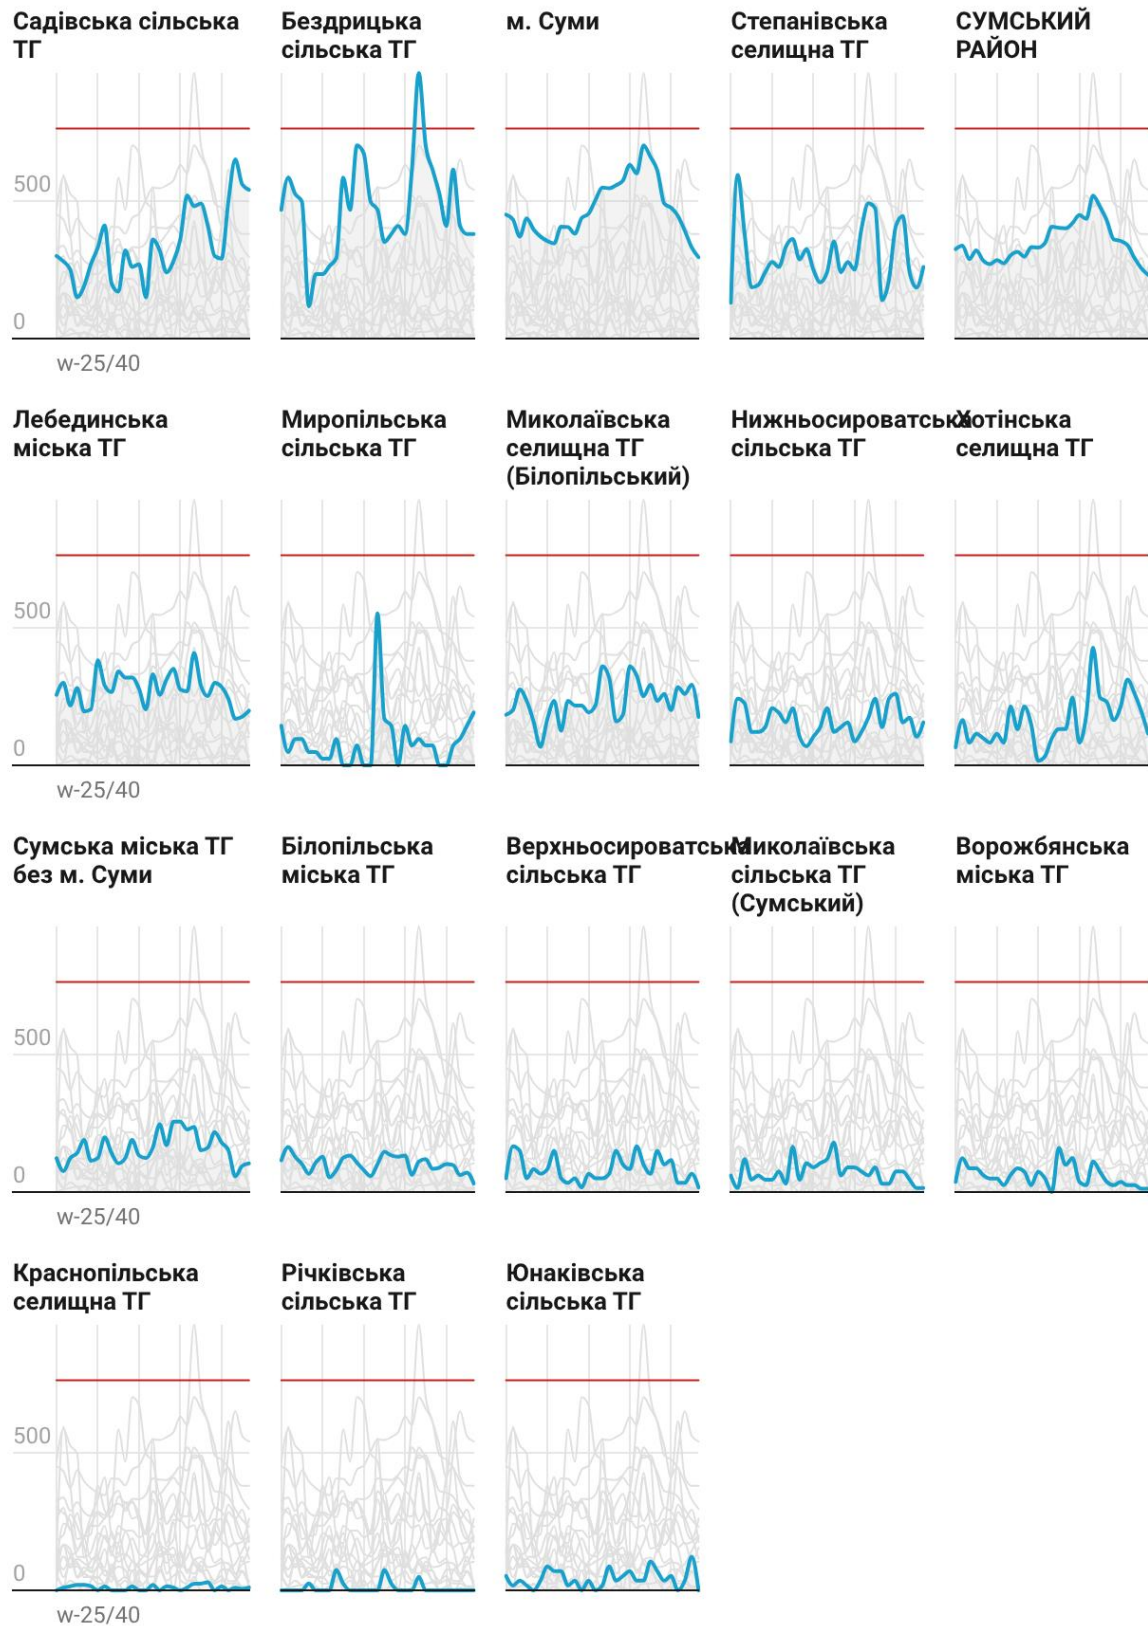 Садівська сільська
ТГ
Бездрицька
сільська ТГ
м. Суми
Степанівська
селищна ТГ
СУМСЬКИЙ
РАЙОН
500
0
w-25/40
Лебединська
міська ТГ
Миропільська
сільська ТГ
Миколаївська
селищна ТГ
(Білопільський)
Нижньосироватська
сільська ТГ
Хотінська
селищна ТГ
500
0
w-25/40
Сумська міська ТГ
без м. Суми
Білопільська
міська ТГ
Верхньосироватська
сільська ТГ
Миколаївська
сільська ТГ
(Сумський)
Ворожбянська
міська ТГ
500
0
w-25/40
Краснопільська
селищна ТГ
Річківська
сільська ТГ
Юнаківська
сільська ТГ
500
0
w-25/40